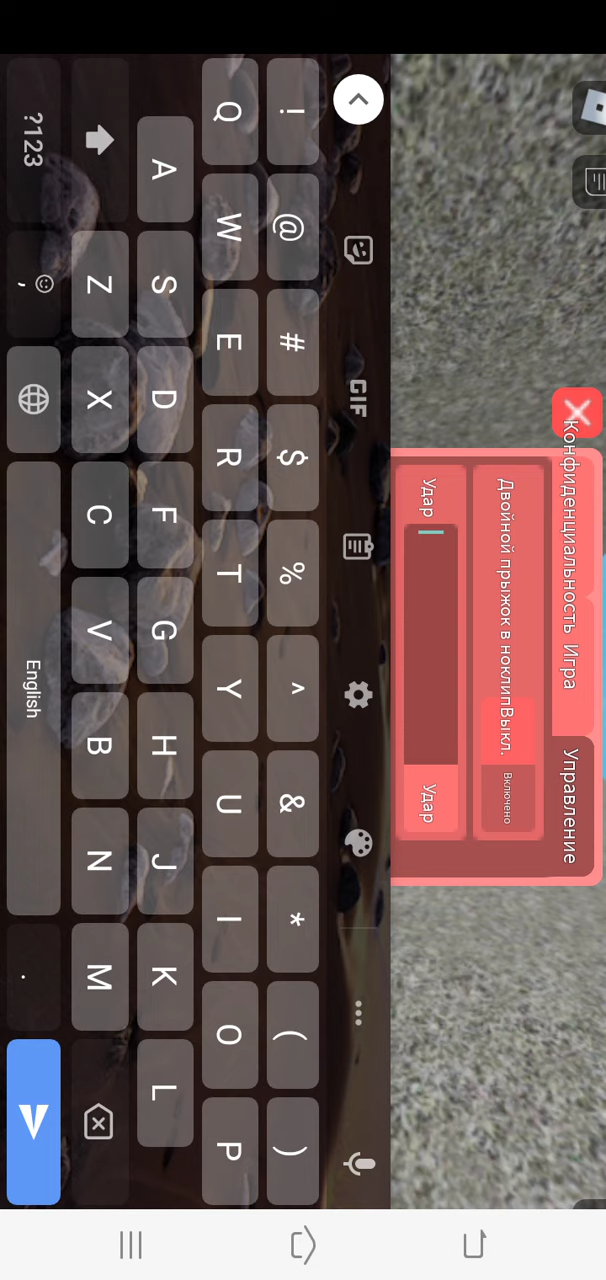 Конфиденциальность Игра Управление
Двойной прыжок в ноклип Выкл. Включено
Удар Удар
GIF
! @ # $ % ^ & * ( )
Q W E R T Y U I O P
A S D F G H J K L
Z X C V B N M
?123 , English .